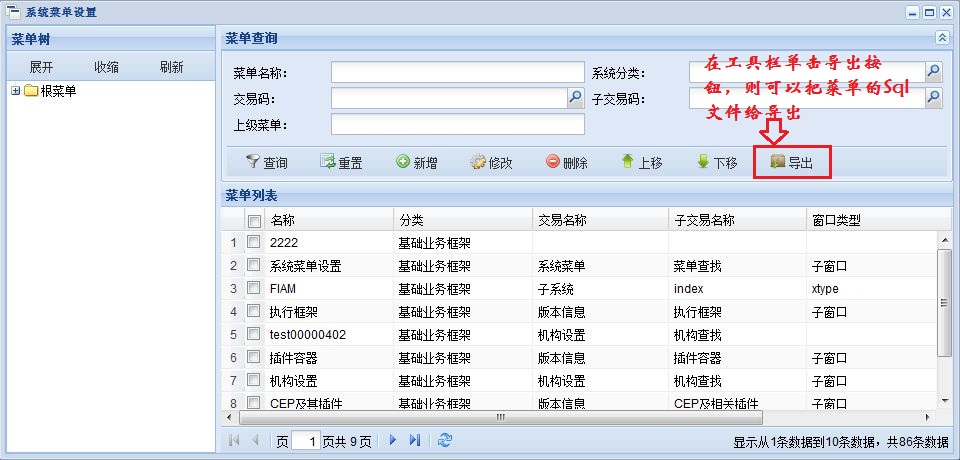 系统菜单设置
菜单树
展开 收缩 刷新
根菜单
菜单查询
菜单名称:
系统分类:
交易码:
子交易码:
上级菜单:
在工具栏单击导出按
钮，则可以把菜单的Sql
文件给导出
查询 重置 新增 修改 删除 上移 下移 导出
菜单列表
名称 分类 交易名称 子交易名称 窗口类型
1 2222 基础业务框架
2 系统菜单设置 基础业务框架 系统菜单 菜单查找 子窗口
3 FIAM 基础业务框架 子系统 index xtype
4 执行框架 基础业务框架 版本信息 执行框架 子窗口
5 test00000402 基础业务框架 机构设置 机构查找
6 插件容器 基础业务框架 版本信息 插件容器 子窗口
7 机构设置 基础业务框架 机构设置 机构查找 子窗口
8 CEP及其插件 基础业务框架 版本信息 CEP及相关插件 子窗口
页 1 页共 9 页
显示从1条数据到10条数据，共86条数据